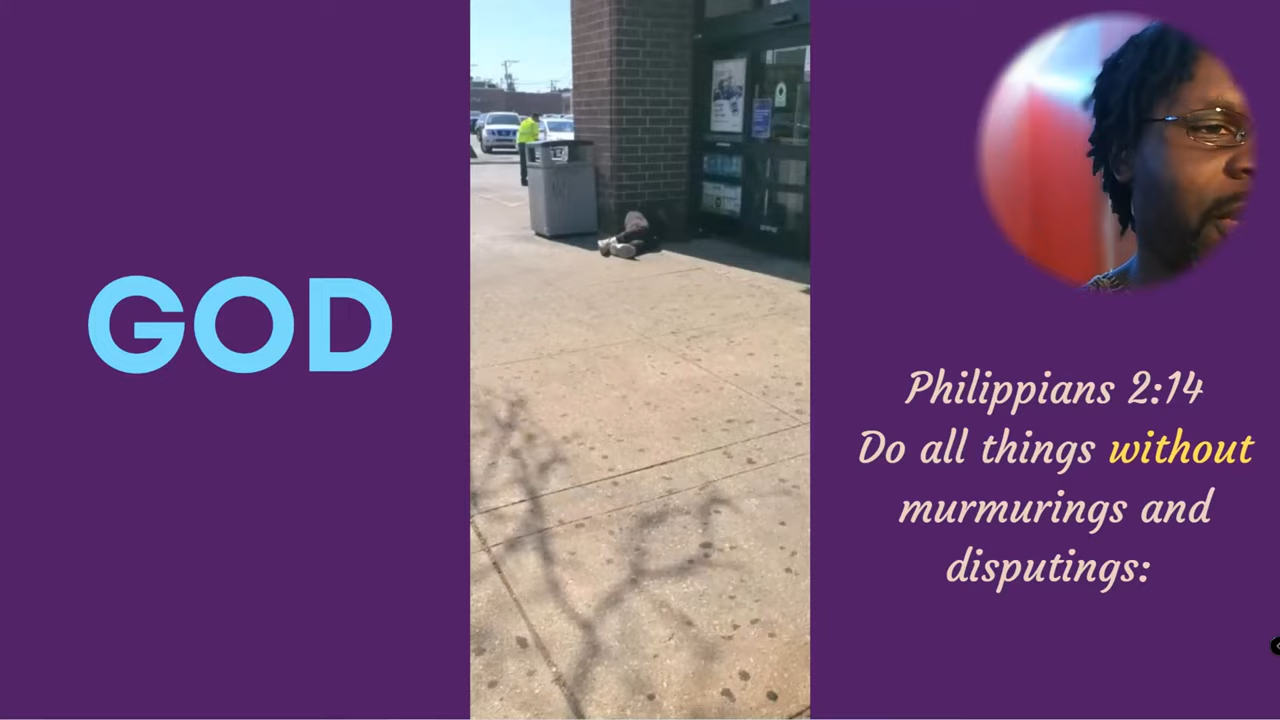 GOD
Philippians 2:14
Do all things without
murmurings and
disputings: